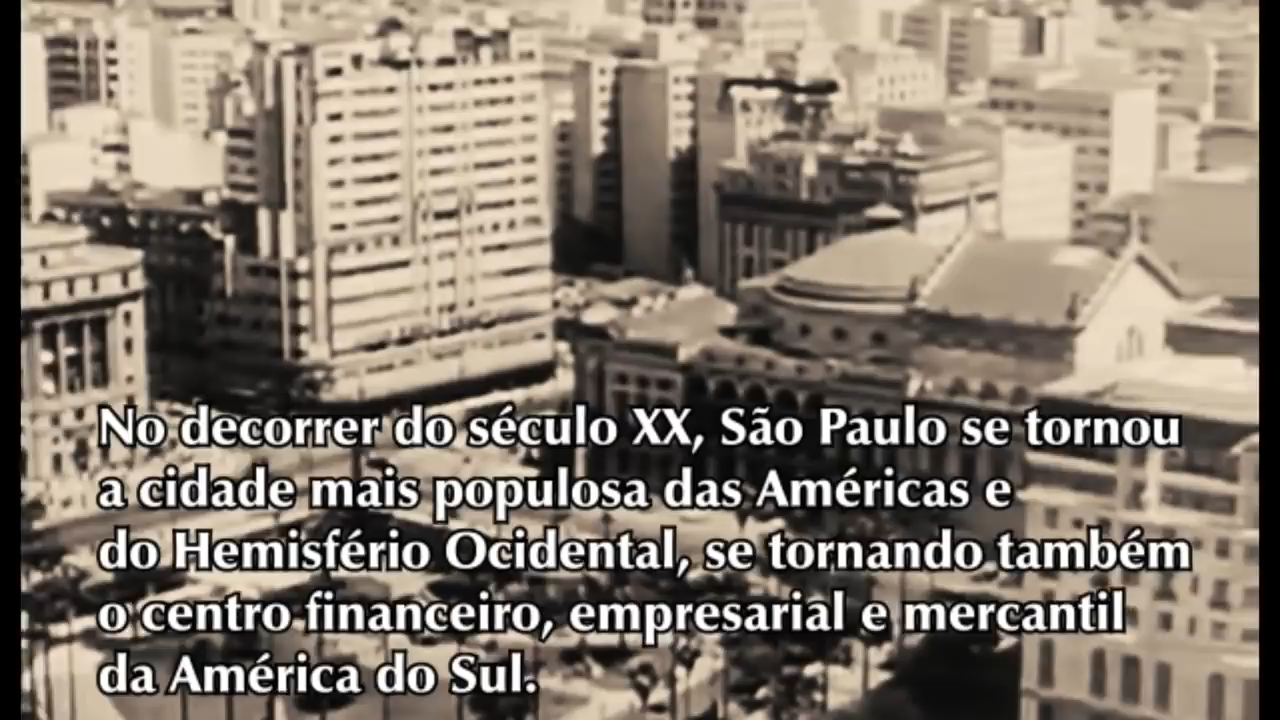 No decorrer do século XX, São Paulo se tornou
a cidade mais populosa das Américas e
do Hemisfério Ocidental, se tornando também
o centro financeiro, empresarial e mercantil
da América do Sul.